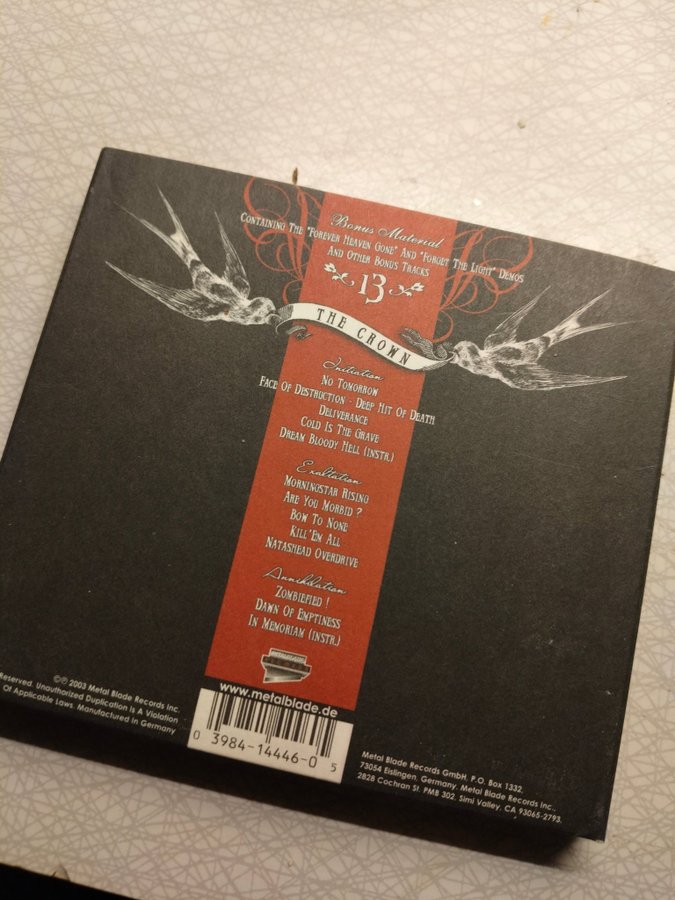 Bonus Material
Containing The "Forever Heaven Gone" And "Forget The Light" Demos
And Other Bonus Tracks
13
THE CROWN
Initiation
No Tomorrow
Face Of Destruction - Deep Hit Of Death
Deliverance
Cold Is The Grave
Dream Bloody Hell (instr.)
Exaltation
Morningstar Rising
Are You Morbid ?
Bow To None
Kill 'Em All
Natashead Overdrive
Annihilation
Zombiefied !
Dawn Of Emptiness
In Memoriam (instr.)
www.metalblade.de
0 3984-14446-0 5
©℗ 2003 Metal Blade Records Inc.
Reserved. Unauthorized Duplication Is A Violation
Of Applicable Laws. Manufactured in Germany
Metal Blade Records GmbH, P.O. Box 1332,
73054 Eislingen, Germany. Metal Blade Records Inc.,
2828 Cochran St. PMB 302, Simi Valley, CA 93065-2793.